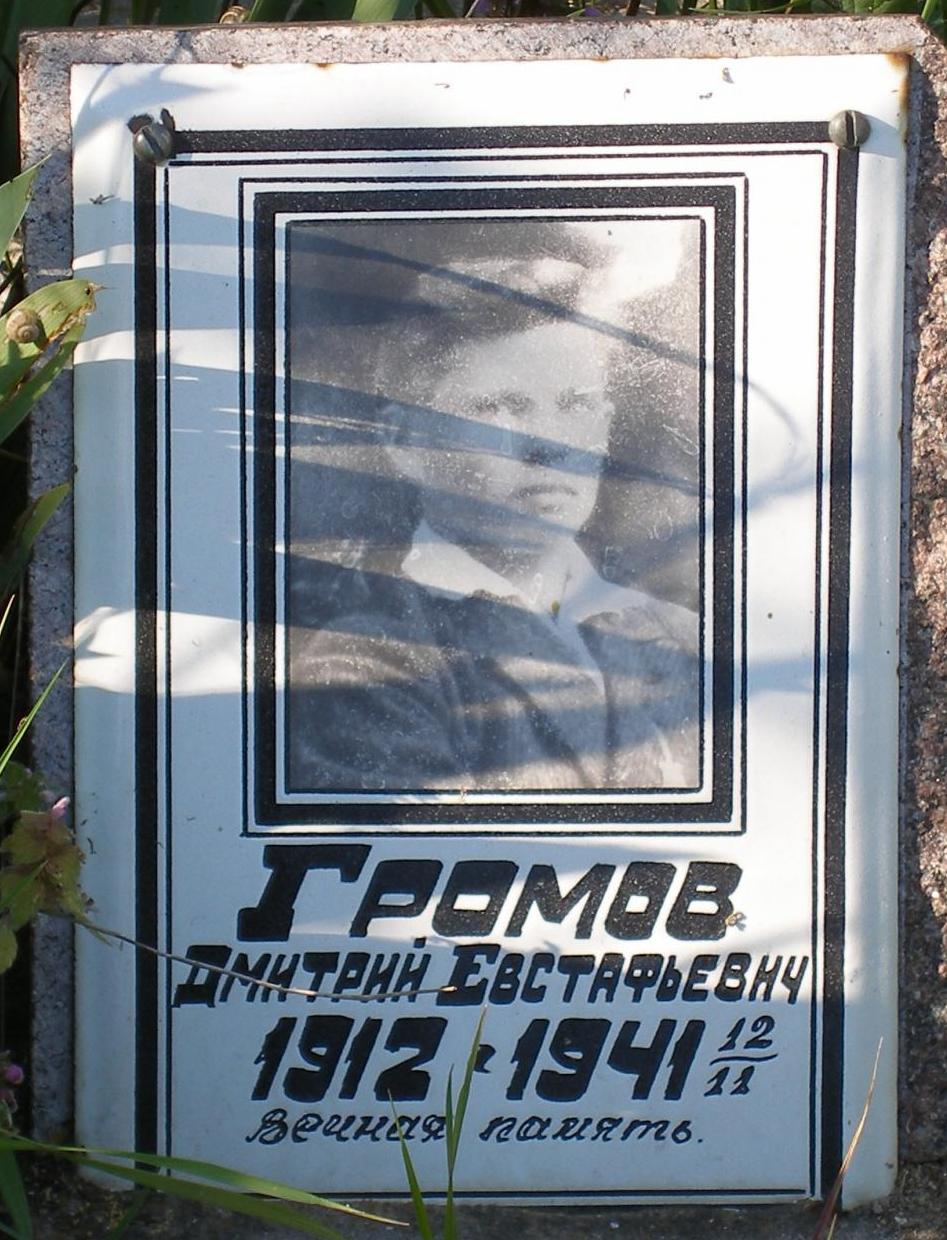 Громов
Дмитрий Евстафьевич
1912 - 1941 12/11
вечная память.